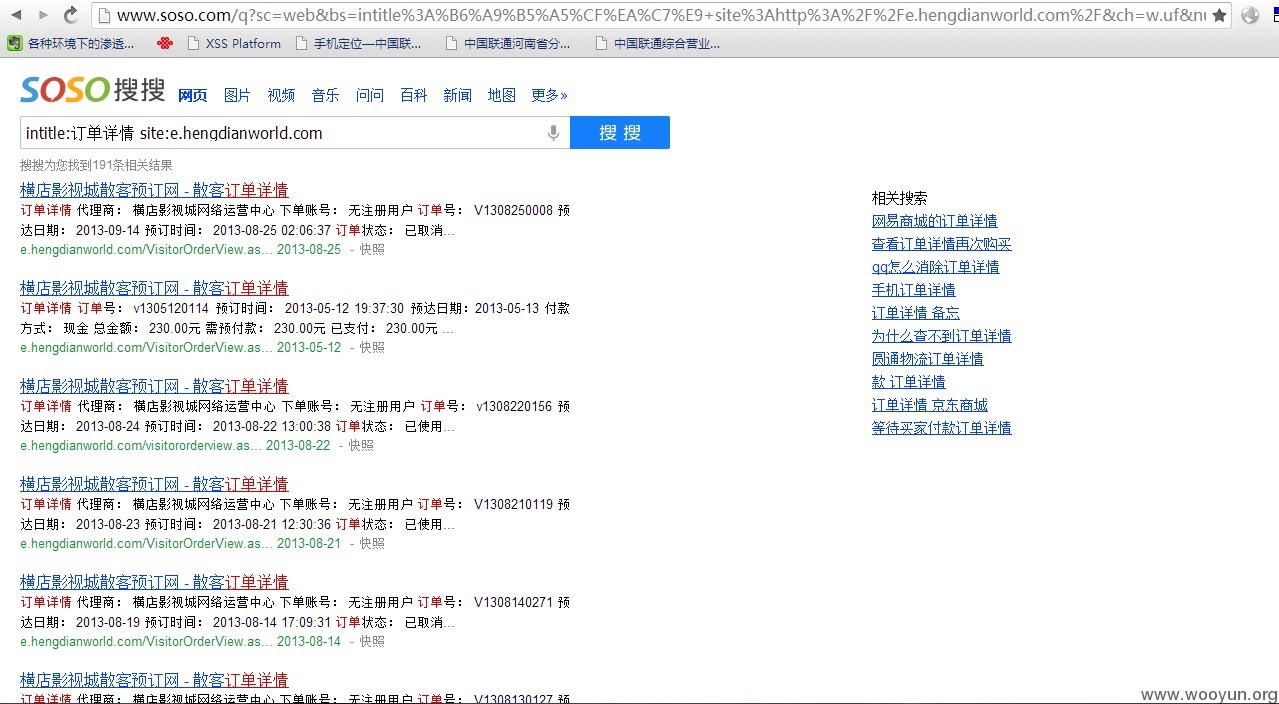 www.soso.com/q?sc=web&bs=intitle%3A%B6%A9%B5%A5%CF%EA%C7%E9+site%3Ahttp%3A%2F%2Fe.hengdianworld.com%2F&ch=w.uf&nu
各种环境下的渗透... XSS Platform 手机定位—中国联... 中国联通河南省分... 中国联通综合营业...
SOSO搜搜 网页 图片 视频 音乐 问问 百科 新闻 地图 更多»
intitle:订单详情 site:e.hengdianworld.com 搜搜
搜搜为您找到191条相关结果
横店影视城散客预订网 - 散客订单详情
订单详情 代理商： 横店影视城网络运营中心 下单账号： 无注册用户 订单号： V1308250008 预
达日期： 2013-09-14 预订时间： 2013-08-25 02:06:37 订单状态： 已取消...
e.hengdianworld.com/VisitorOrderView.as... 2013-08-25 - 快照
横店影视城散客预订网 - 散客订单详情
订单详情 订单号： v1305120114 预订时间： 2013-05-12 19:37:30 预达日期：2013-05-13 付款
方式： 现金 总金额： 230.00元 需预付款： 230.00元 已支付： 230.00元 ...
e.hengdianworld.com/VisitorOrderView.as... 2013-05-12 - 快照
横店影视城散客预订网 - 散客订单详情
订单详情 代理商： 横店影视城网络运营中心 下单账号： 无注册用户 订单号： v1308220156 预
达日期： 2013-08-24 预订时间： 2013-08-22 13:00:38 订单状态： 已使用...
e.hengdianworld.com/visitororderview.as... 2013-08-22 - 快照
横店影视城散客预订网 - 散客订单详情
订单详情 代理商： 横店影视城网络运营中心 下单账号： 无注册用户 订单号： V1308210119 预
达日期： 2013-08-23 预订时间： 2013-08-21 12:30:36 订单状态： 已使用...
e.hengdianworld.com/VisitorOrderView.as... 2013-08-21 - 快照
横店影视城散客预订网 - 散客订单详情
订单详情 代理商： 横店影视城网络运营中心 下单账号： 无注册用户 订单号： V1308140271 预
达日期： 2013-08-19 预订时间： 2013-08-14 17:09:31 订单状态： 已取消...
e.hengdianworld.com/VisitorOrderView.as... 2013-08-14 - 快照
横店影视城散客预订网 - 散客订单详情
订单详情 代理商： 横店影视城网络运营中心 下单账号： 无注册用户 订单号： V1308130127 预
相关搜索
网易商城的订单详情
查看订单详情再次购买
qq怎么消除订单详情
手机订单详情
订单详情 备忘
为什么查不到订单详情
圆通物流订单详情
款 订单详情
订单详情 京东商城
等待买家付款订单详情
www.wooyun.org